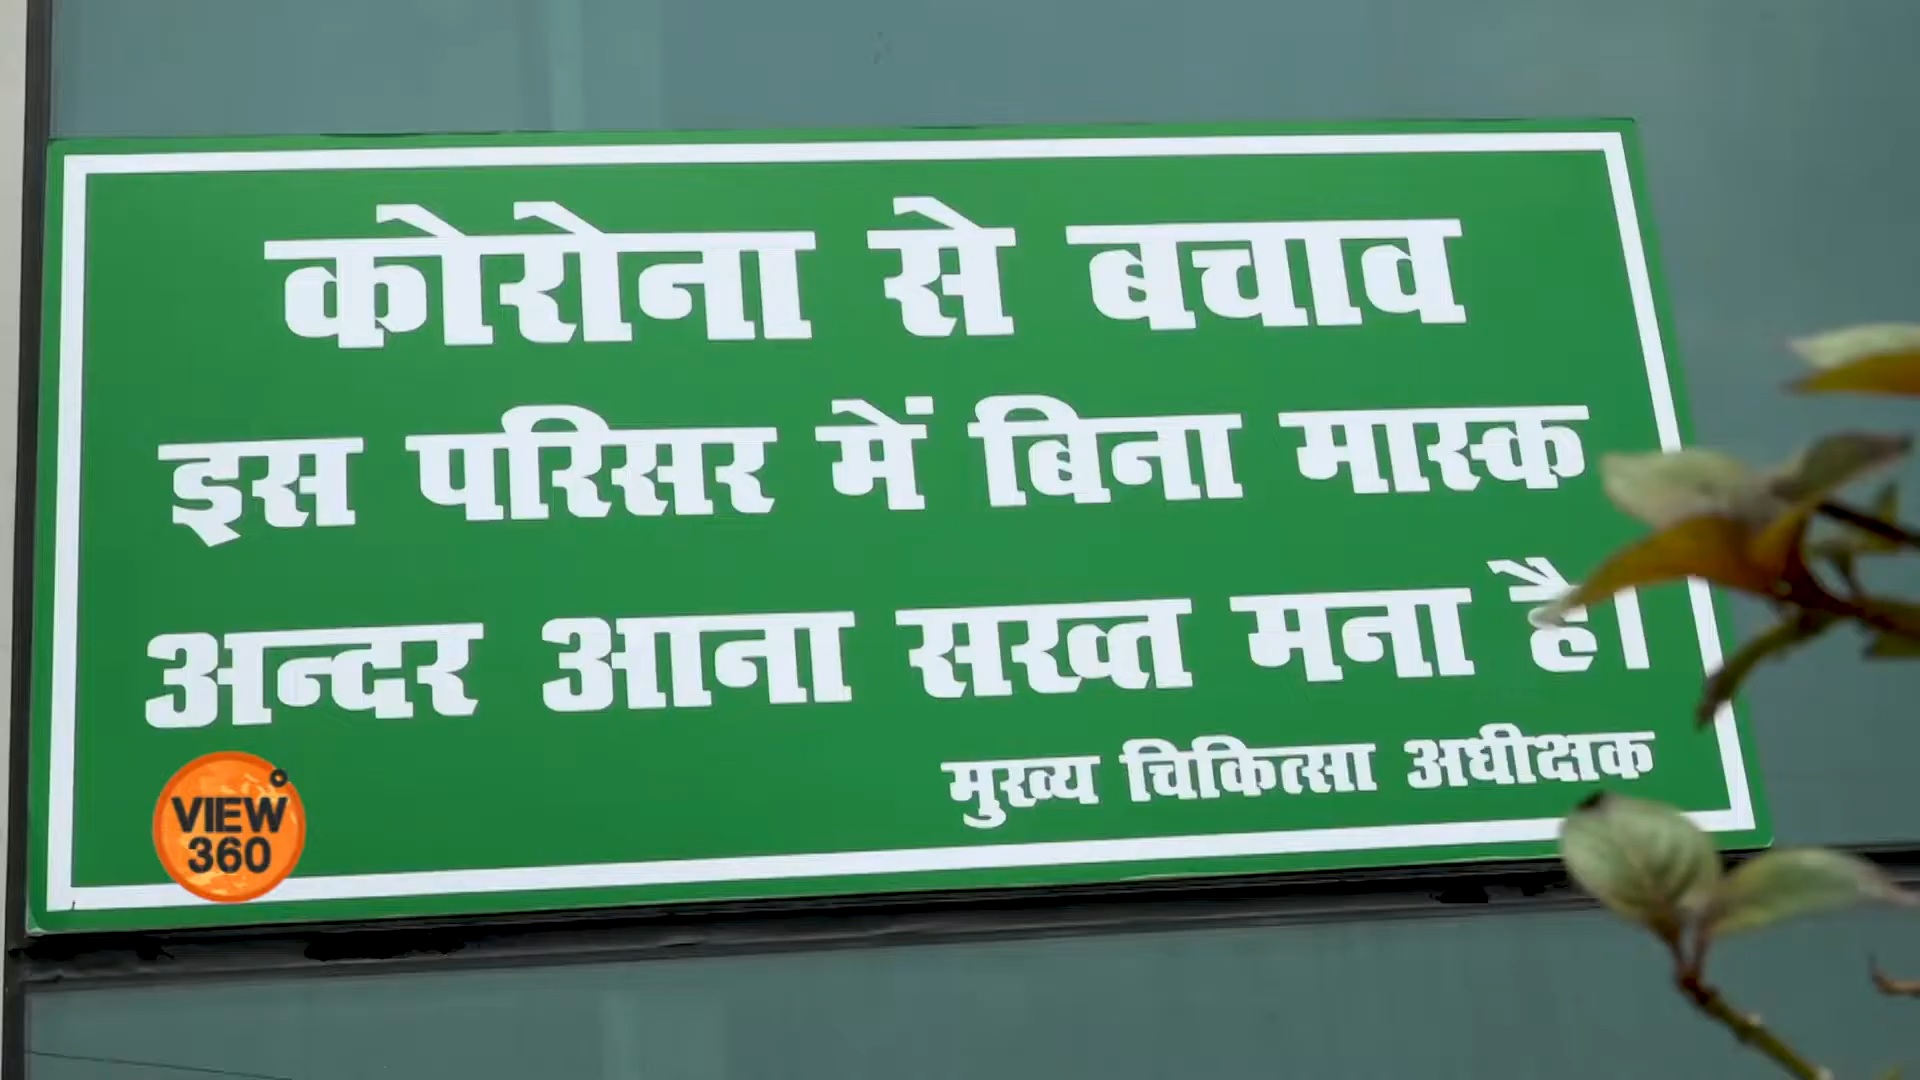 कोरोना से बचाव
इस परिसर में बिना मास्क
अन्दर आना सख्त मना है।
मुख्य चिकित्सा अधीक्षक
VIEW
360°